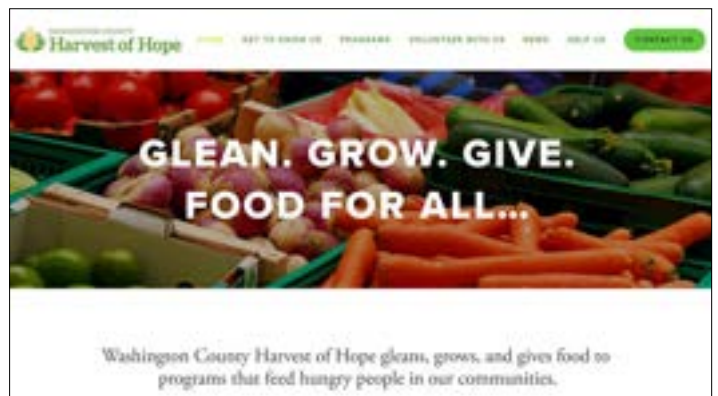 WASHINGTON COUNTY
Harvest of Hope
HOME
GET TO KNOW US
PROGRAMS
VOLUNTEER WITH US
NEWS
HELP US
CONTACT US
GLEAN. GROW. GIVE.
FOOD FOR ALL...
Washington County Harvest of Hope gleans, grows, and gives food to
programs that feed hungry people in our communities.